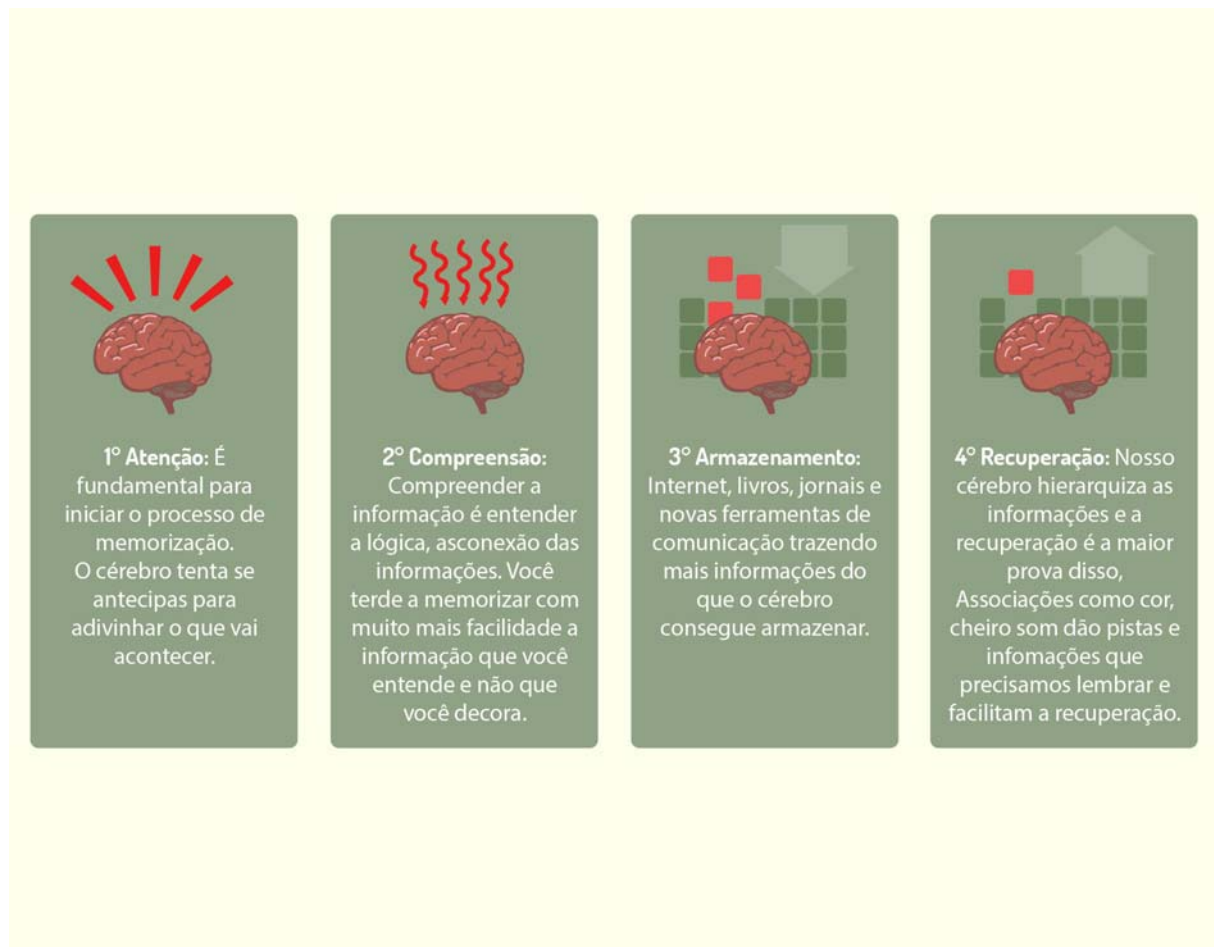 1° Atenção: É
fundamental para
iniciar o processo de
memorização.
O cérebro tenta se
antecipas para
adivinhar o que vai
acontecer.
2° Compreensão:
Compreender a
informação é entender
a lógica, asconexão das
informações. Você
terde a memorizar com
muito mais facilidade a
informação que você
entende e não que
você decora.
3° Armazenamento:
Internet, livros, jornais e
novas ferramentas de
comunicação trazendo
mais informações do
que o cérebro
consegue armazenar.
4° Recuperação: Nosso
cérebro hierarquiza as
informações e a
recuperação é a maior
prova disso,
Associações como cor,
cheiro som dão pistas e
infomações que
precisamos lembrar e
facilitam a recuperação.